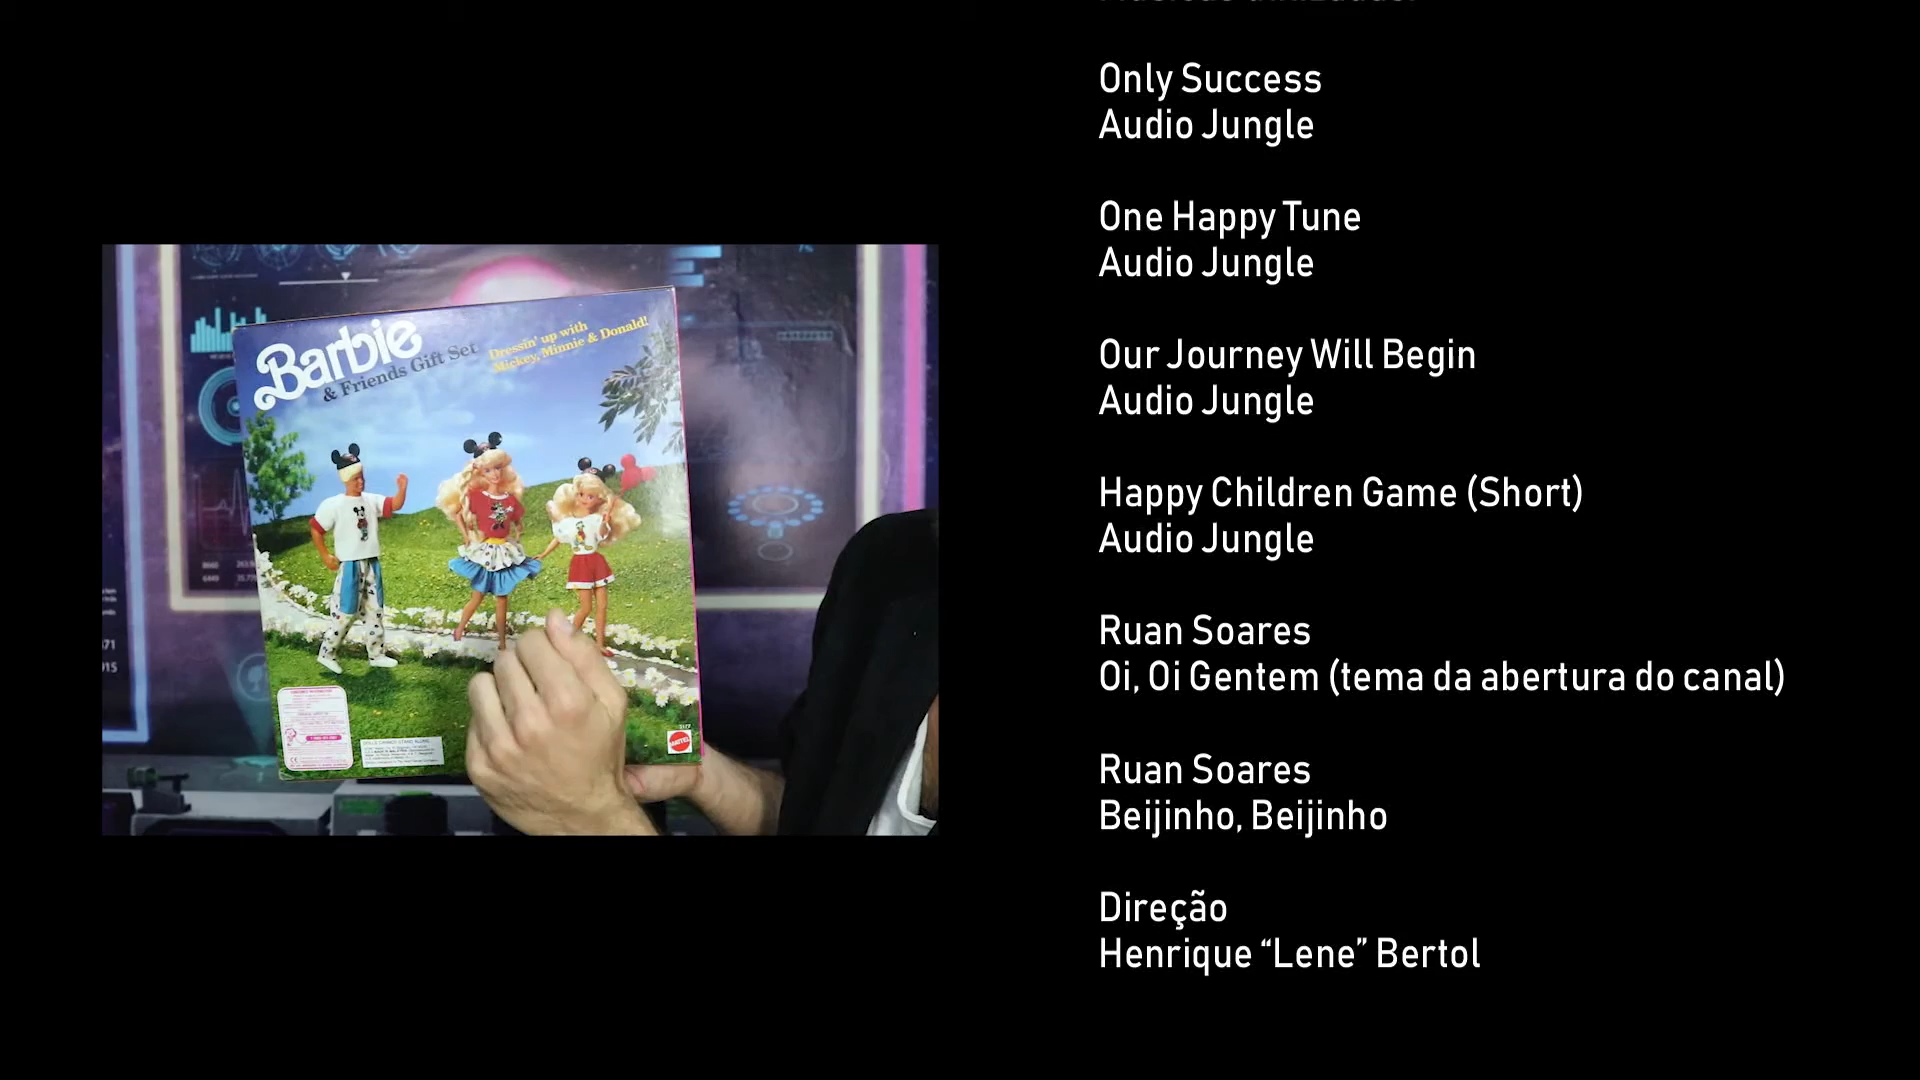 Only Success
Audio Jungle
One Happy Tune
Audio Jungle
Our Journey Will Begin
Audio Jungle
Happy Children Game (Short)
Audio Jungle
Ruan Soares
Oi, Oi Gentem (tema da abertura do canal)
Ruan Soares
Beijinho, Beijinho
Direção
Henrique “Lene” Bertol
Barbie
& Friends Gift Set
Dressin' up with
Mickey, Minnie & Donald!
MATTEL